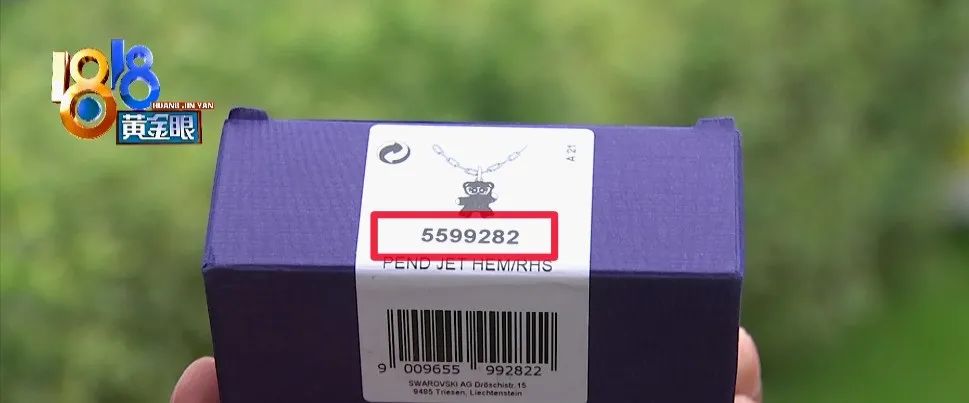 1818
HUANG JIN YAN
黄金眼
A 21
5599282
PEND JET HEM/RHS
9 009655 992822
SWAROVSKI AG Dröschistr. 15
9495 Triesen, Liechtenstein